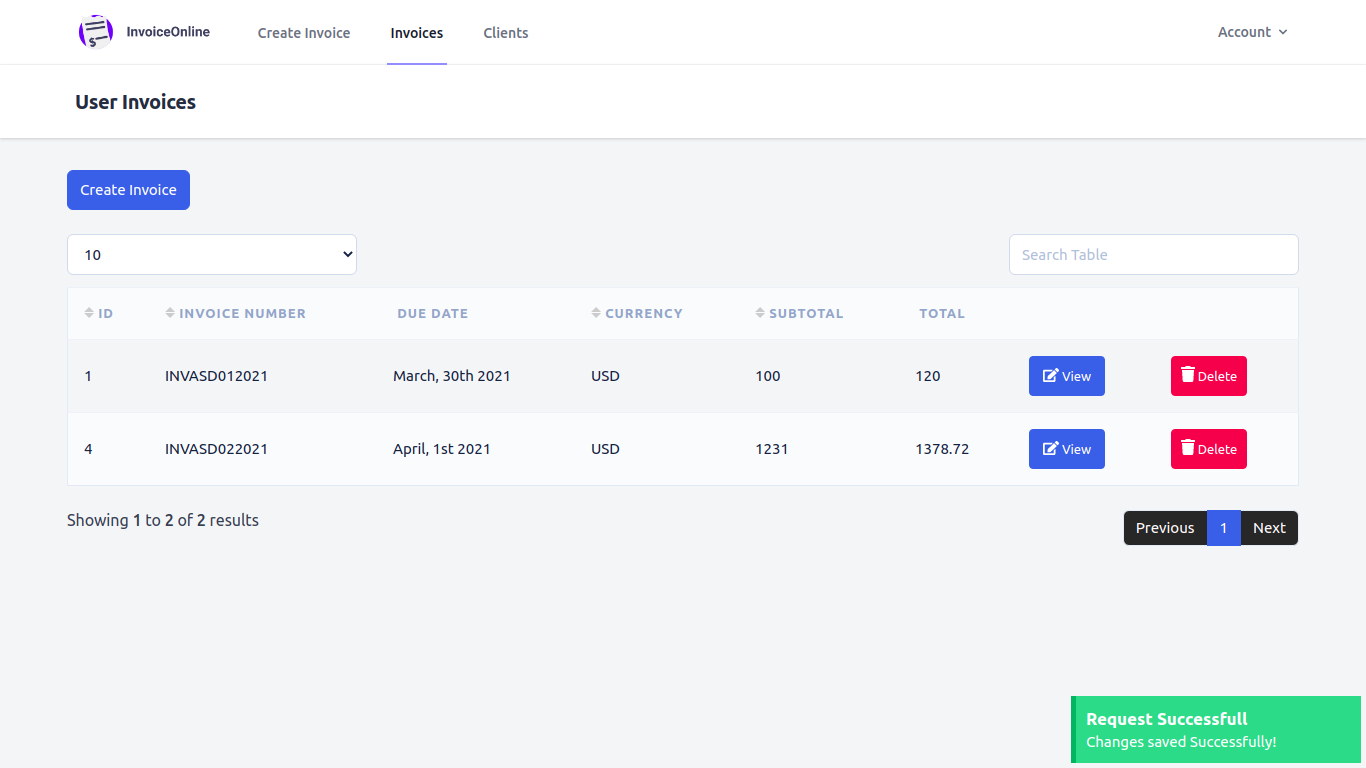 InvoiceOnline Create Invoice Invoices Clients Account
User Invoices
Create Invoice
10 Search Table
ID INVOICE NUMBER DUE DATE CURRENCY SUBTOTAL TOTAL
1 INVASD012021 March, 30th 2021 USD 100 120 View Delete
4 INVASD022021 April, 1st 2021 USD 1231 1378.72 View Delete
Showing 1 to 2 of 2 results Previous 1 Next
Request Successfull
Changes saved Successfully!